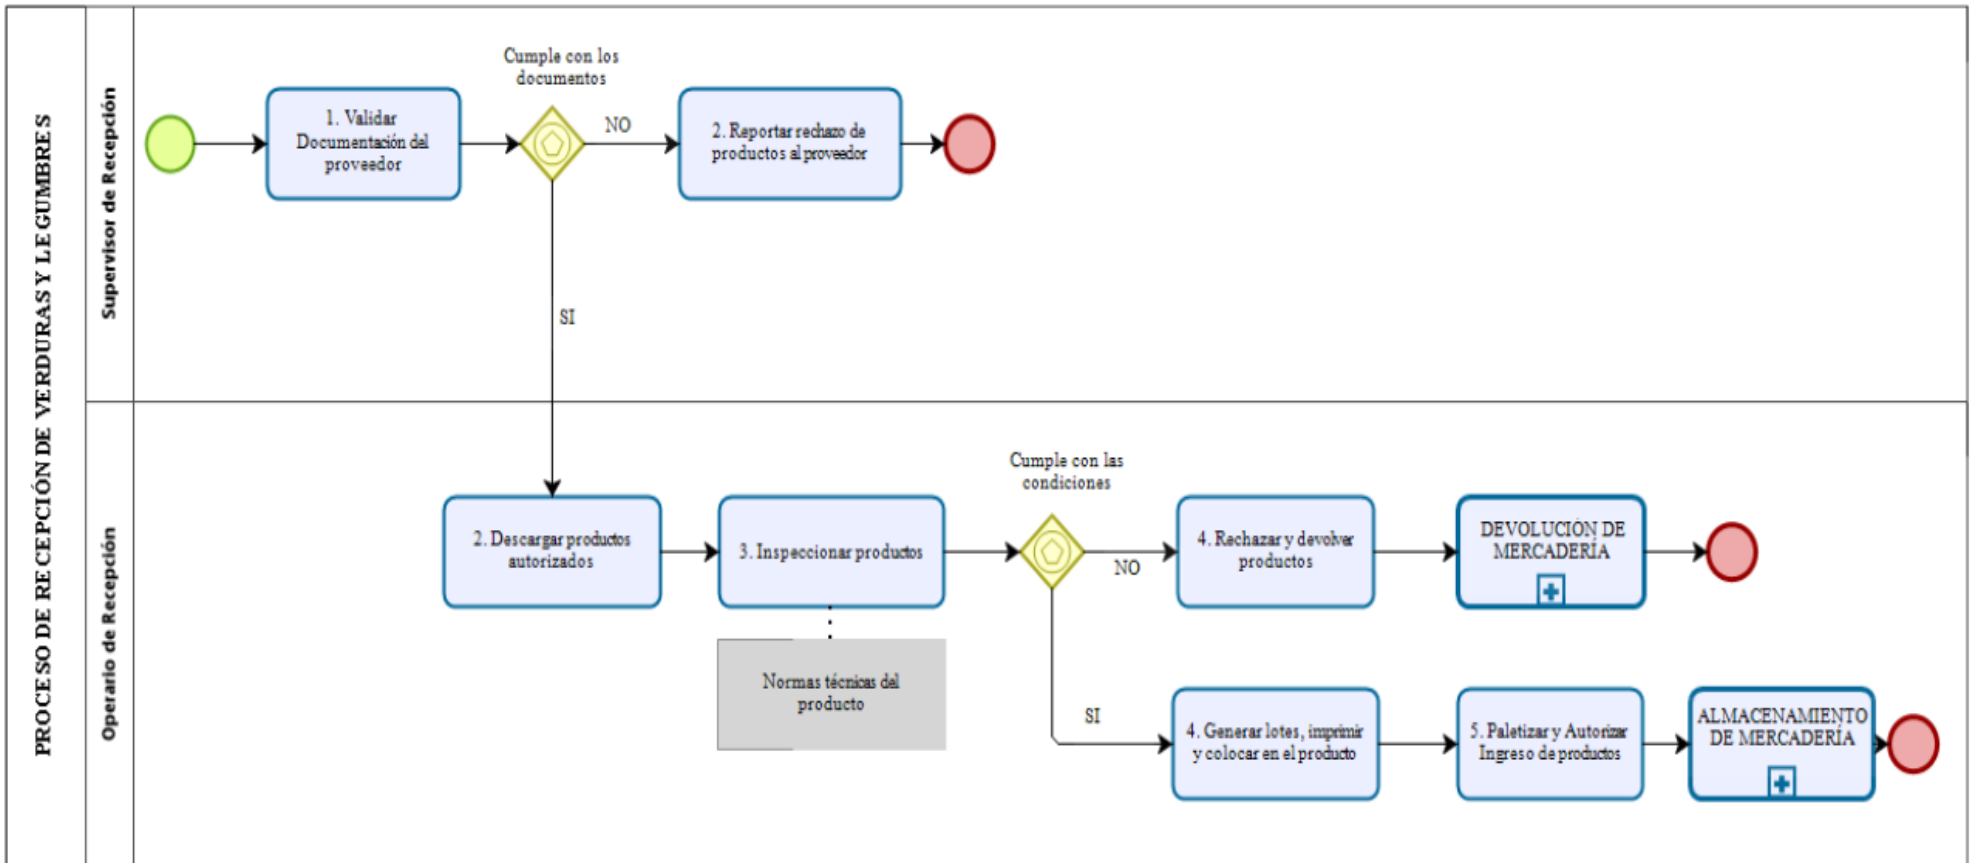 PROCESO DE RECEPCIÓN DE VERDURAS Y LEGUMBRES
Supervisor de Recepción
Cumple con los
documentos
1. Validar
Documentación del
proveedor
NO
2. Reportar rechazo de
productos al proveedor
SI
Operario de Recepción
Cumple con las
condiciones
2. Descargar productos
autorizados
3. Inspeccionar productos
NO
4. Rechazar y devolver
productos
DEVOLUCIÓN DE
MERCADERÍA
Normas técnicas del
producto
SI
4. Generar lotes, imprimir
y colocar en el producto
5. Paletizar y Autorizar
Ingreso de productos
ALMACENAMIENTO
DE MERCADERÍA